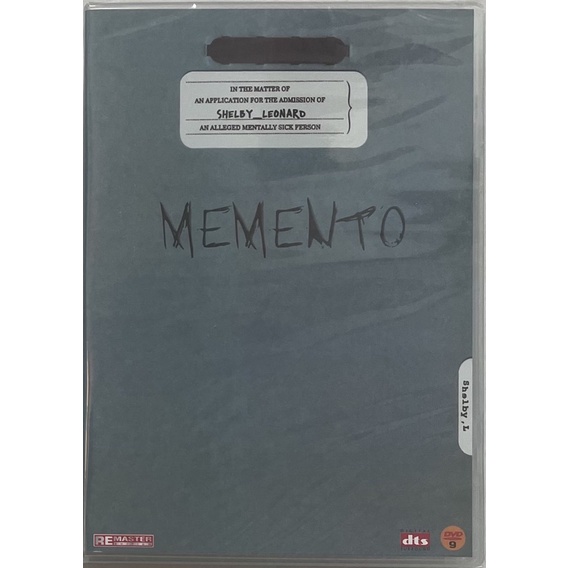 IN THE MATTER OF
AN APPLICATION FOR THE ADMISSION OF
SHELBY_LEONARD
AN ALLEGED MENTALLY SICK PERSON
MEMENTO
Shelby,L
REMASTER
dts
DVD
9